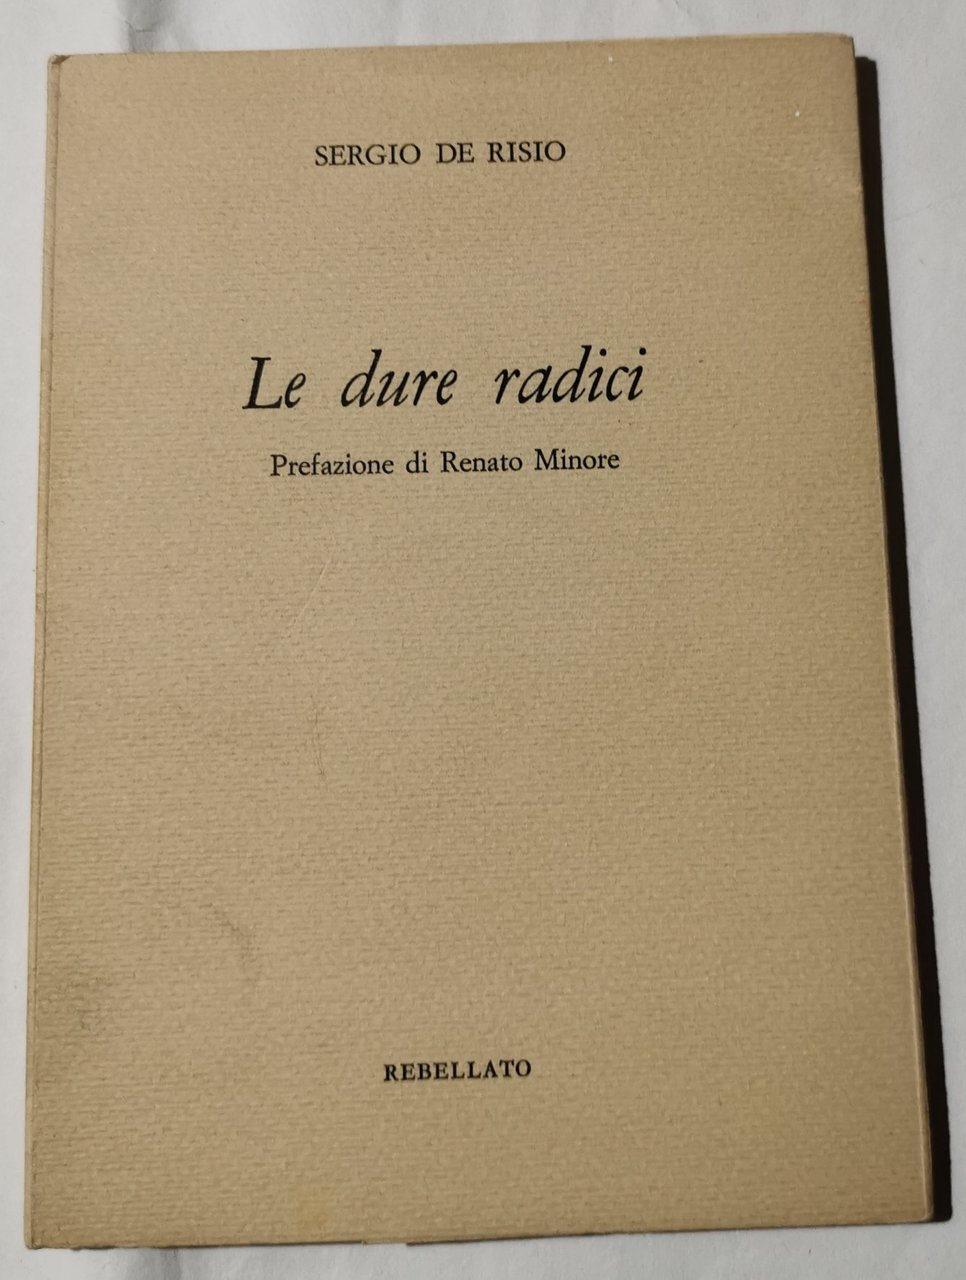 SERGIO DE RISIO
Le dure radici
Prefazione di Renato Minore
REBELLATO